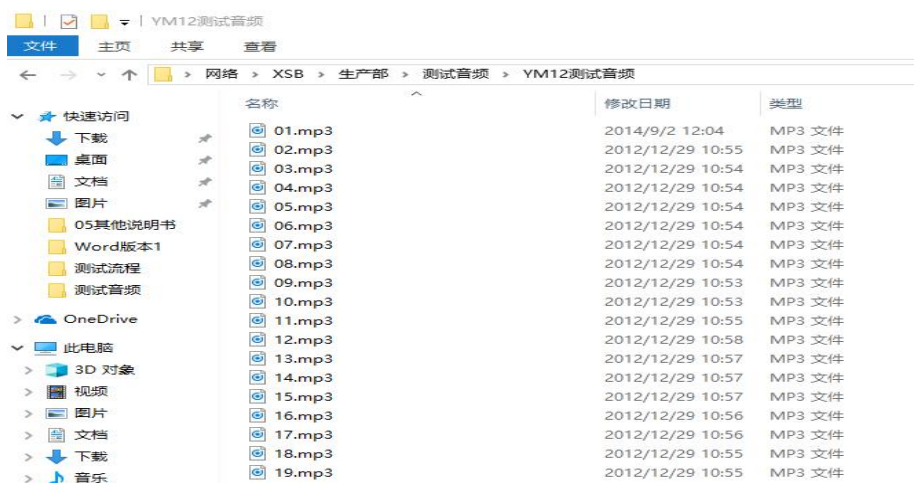 YM12测试音频
文件 主页 共享 查看
网络 > XSB > 生产部 > 测试音频 > YM12测试音频
名称 修改日期 类型
快速访问
下载
桌面
文档
图片
05其他说明书
Word版本1
测试流程
测试音频
OneDrive
此电脑
3D 对象
视频
图片
文档
下载
音乐
01.mp3 2014/9/2 12:04 MP3 文件
02.mp3 2012/12/29 10:55 MP3 文件
03.mp3 2012/12/29 10:54 MP3 文件
04.mp3 2012/12/29 10:54 MP3 文件
05.mp3 2012/12/29 10:54 MP3 文件
06.mp3 2012/12/29 10:54 MP3 文件
07.mp3 2012/12/29 10:54 MP3 文件
08.mp3 2012/12/29 10:54 MP3 文件
09.mp3 2012/12/29 10:53 MP3 文件
10.mp3 2012/12/29 10:53 MP3 文件
11.mp3 2012/12/29 10:55 MP3 文件
12.mp3 2012/12/29 10:58 MP3 文件
13.mp3 2012/12/29 10:57 MP3 文件
14.mp3 2012/12/29 10:57 MP3 文件
15.mp3 2012/12/29 10:57 MP3 文件
16.mp3 2012/12/29 10:56 MP3 文件
17.mp3 2012/12/29 10:56 MP3 文件
18.mp3 2012/12/29 10:55 MP3 文件
19.mp3 2012/12/29 10:55 MP3 文件